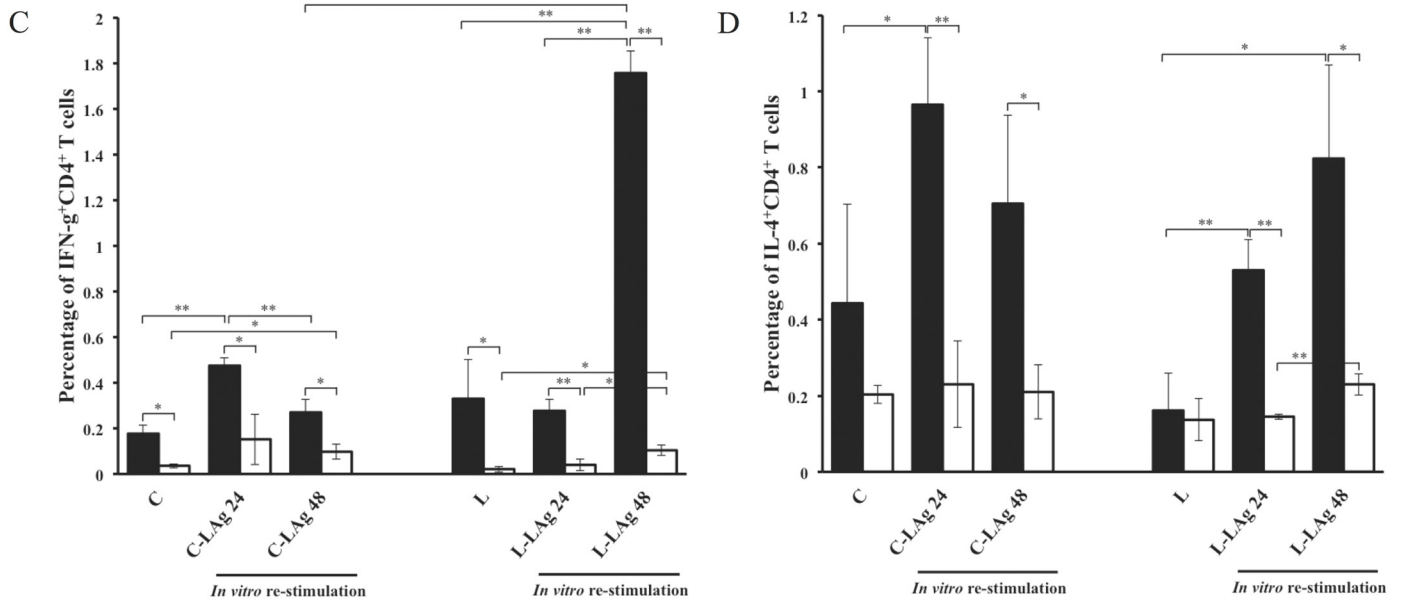 C
Percentage of IFN-g+CD4+ T cells
2
1.8
1.6
1.4
1.2
1
0.8
0.6
0.4
0.2
0
**
**
**
**
**
*
*
*
*
*
**
*
*
C
C-LAg 24
C-LAg 48
L
L-LAg 24
L-LAg 48
In vitro re-stimulation
In vitro re-stimulation
D
Percentage of IL-4+CD4+ T cells
1.2
1
0.8
0.6
0.4
0.2
0
*
**
*
*
*
**
**
**
C
C-LAg 24
C-LAg 48
L
L-LAg 24
L-LAg 48
In vitro re-stimulation
In vitro re-stimulation